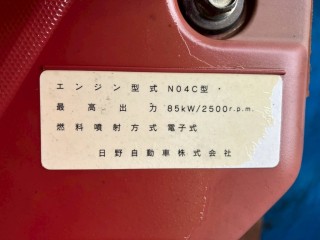 エンジン型式 N04C型
最高出力 85kW/2500r.p.m.
燃料噴射方式 電子式
日野自動車株式会社